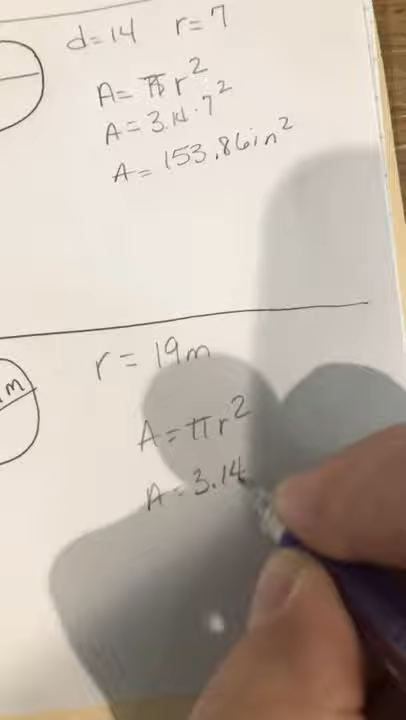 d=14 r=7
A=πr²
A=3.14·7²
A=153.86in²
r=19m
m
A=πr²
A=3.14